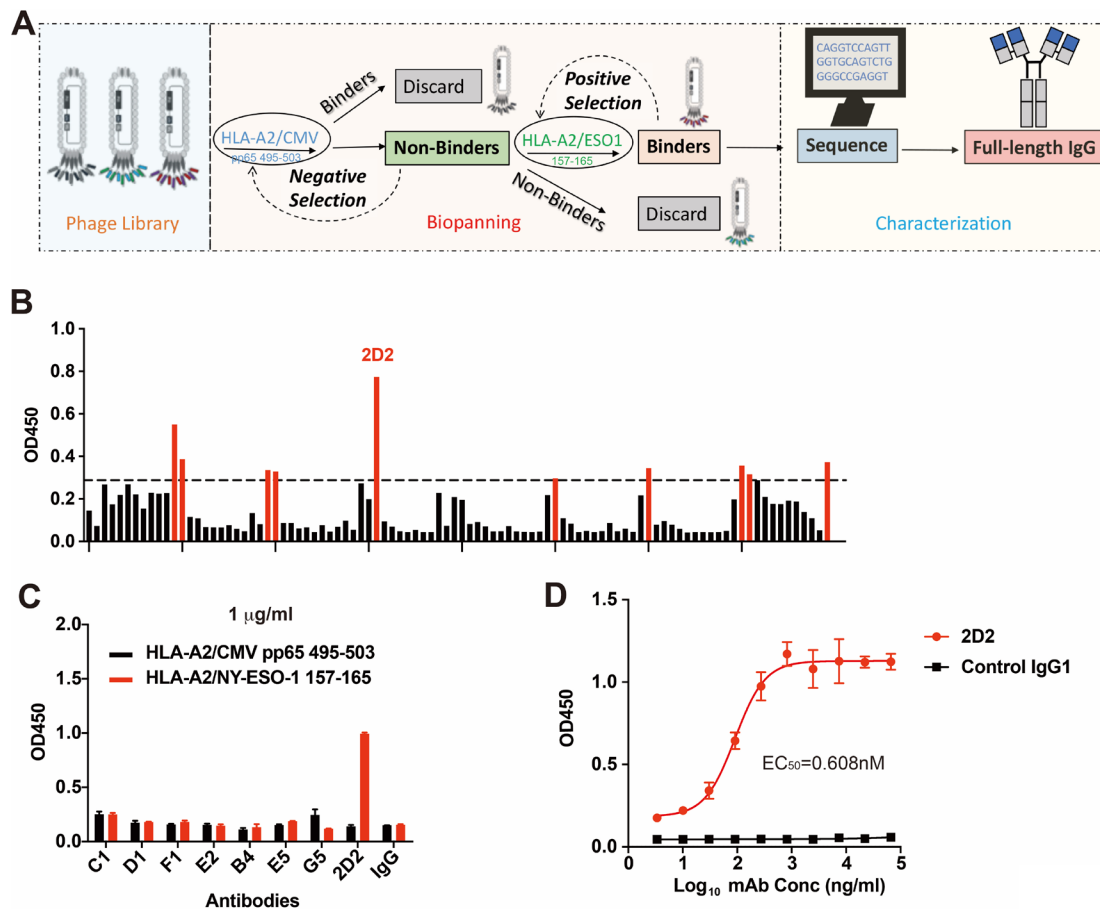 A
Phage Library
HLA-A2/CMV
pp65 495-503
Binders
Discard
Non-Binders
Negative
Selection
Positive
Selection
HLA-A2/ESO1
157-165
Binders
Non-Binders
Discard
Biopanning
CAGGTCCAGTT
GGTGCAGTCTG
GGGCCGAGGT
Sequence
Full-length IgG
Characterization
B
OD450
1.0
0.8
0.6
0.4
0.2
0.0
2D2
C
1 μg/ml
OD450
2.0
1.5
1.0
0.5
0.0
HLA-A2/CMV pp65 495-503
HLA-A2/NY-ESO-1 157-165
C1
D1
F1
E2
B4
E5
G5
2D2
IgG
Antibodies
D
OD450
1.5
1.0
0.5
0.0
2D2
Control IgG1
EC₅₀=0.608nM
0
1
2
3
4
5
Log₁₀ mAb Conc (ng/ml)